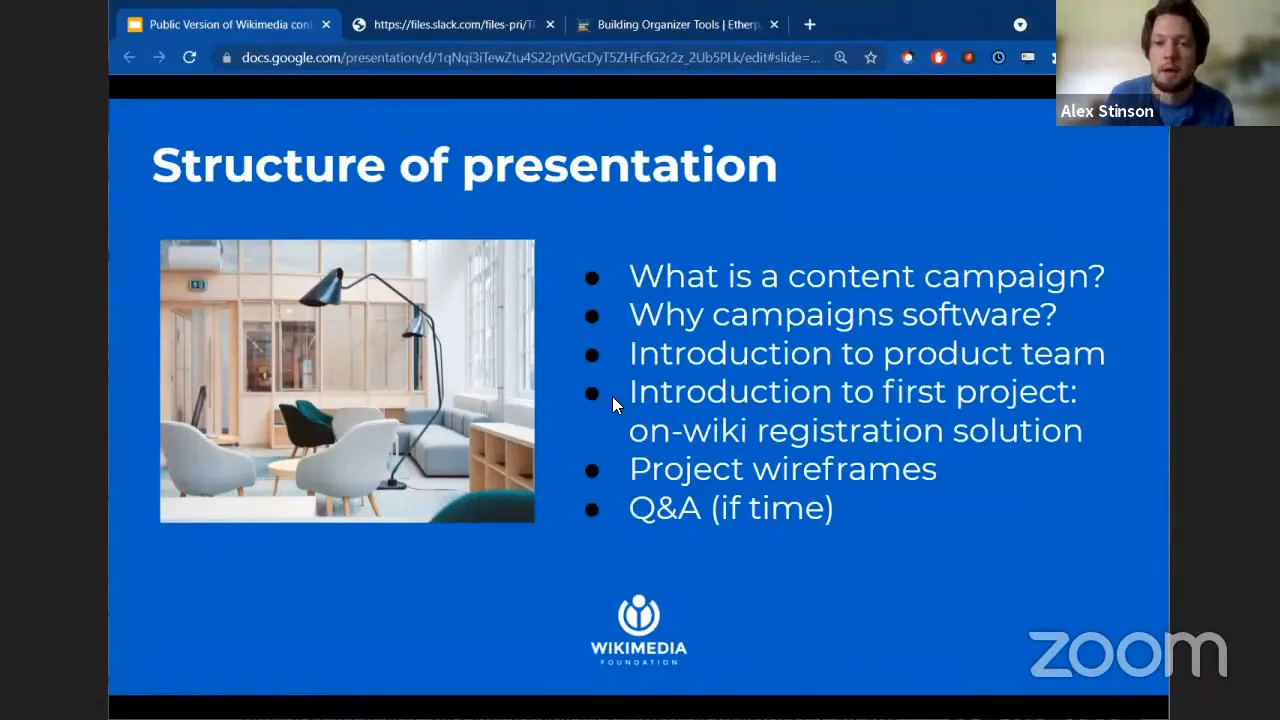 Public Version of Wikimedia con
https://files.slack.com/files-pri/T
Building Organizer Tools | Etherp
docs.google.com/presentation/d/1qNqi3iTewZtu4S22ptVGcDyT5ZHFcfG2r2z_2Ub5PLk/edit#slide=...
Alex Stinson
Structure of presentation
What is a content campaign?
Why campaigns software?
Introduction to product team
Introduction to first project:
on-wiki registration solution
Project wireframes
Q&A (if time)
WIKIMEDIA
FOUNDATION
zoom